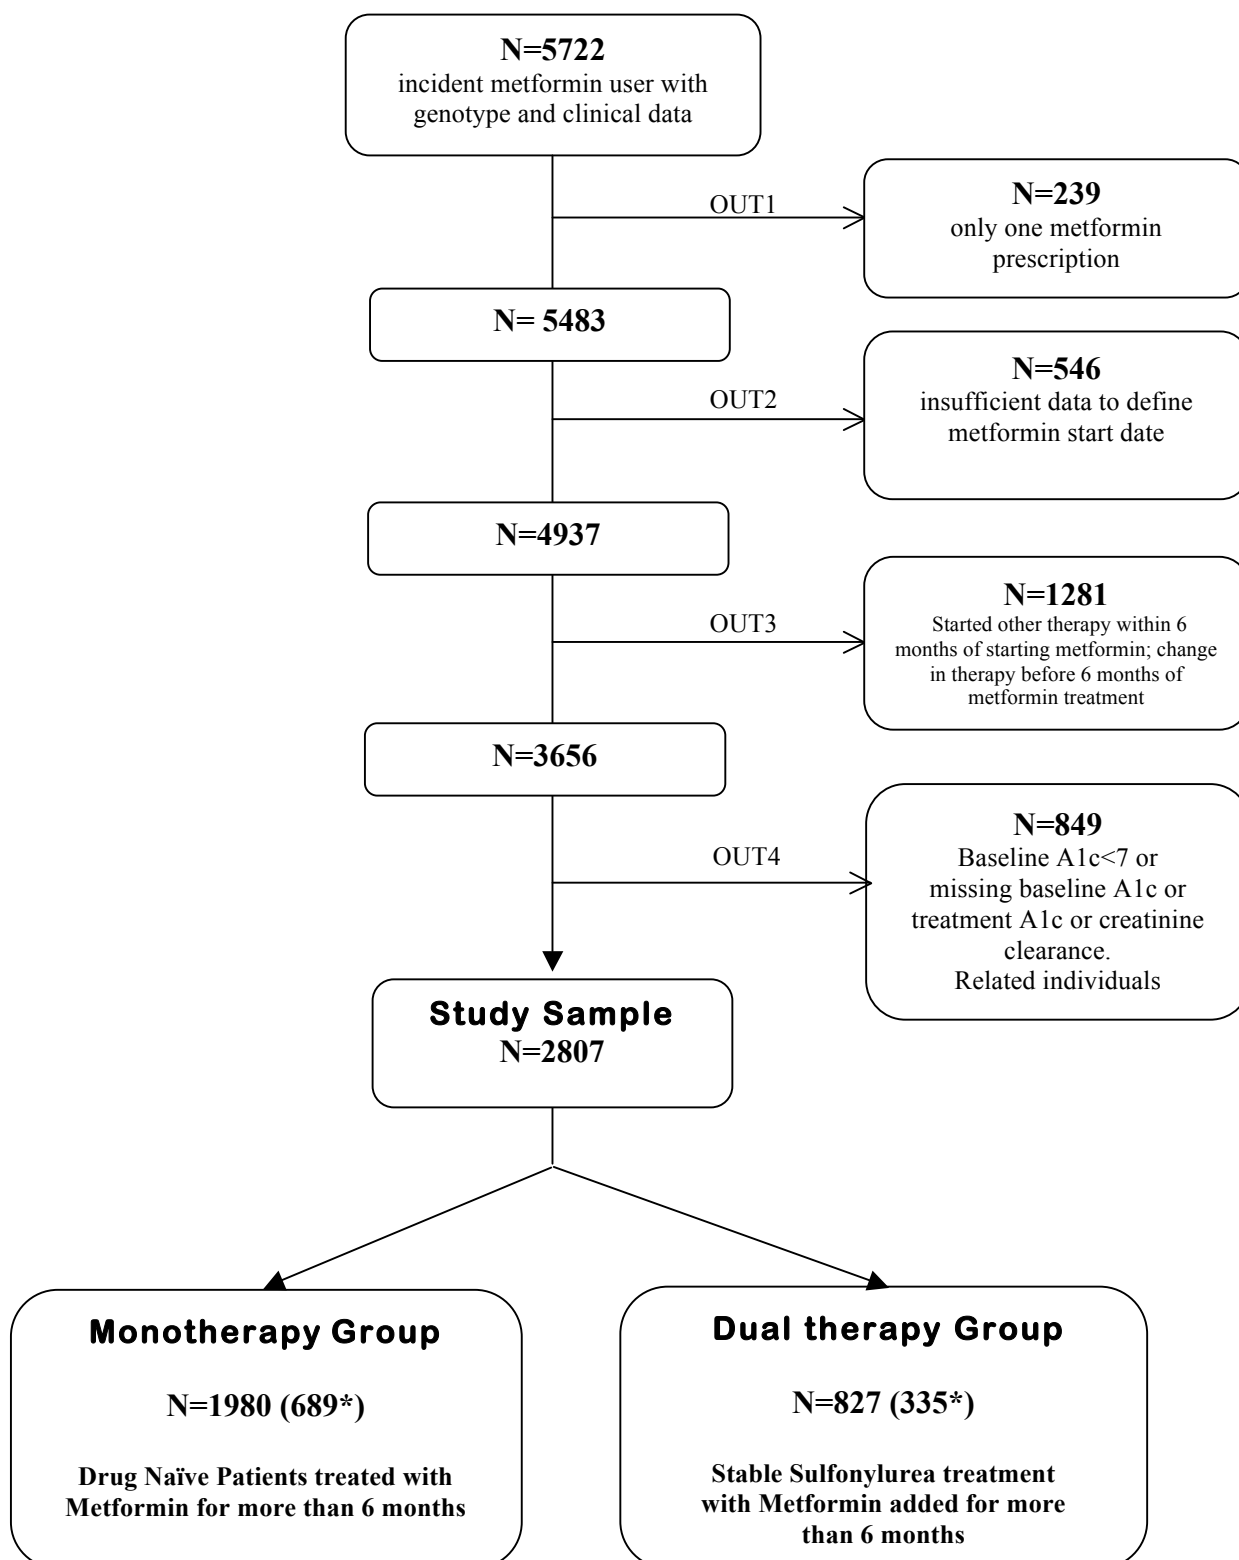 N=5722
incident metformin user with
genotype and clinical data
OUT1
N=239
only one metformin
prescription
N= 5483
OUT2
N=546
insufficient data to define
metformin start date
N=4937
OUT3
N=1281
Started other therapy within 6
months of starting metformin; change
in therapy before 6 months of
metformin treatment
N=3656
OUT4
N=849
Baseline A1c<7 or
missing baseline A1c or
treatment A1c or creatinine
clearance.
Related individuals
Study Sample
N=2807
Monotherapy Group
N=1980 (689*)
Drug Naïve Patients treated with
Metformin for more than 6 months
Dual therapy Group
N=827 (335*)
Stable Sulfonylurea treatment
with Metformin added for more
than 6 months